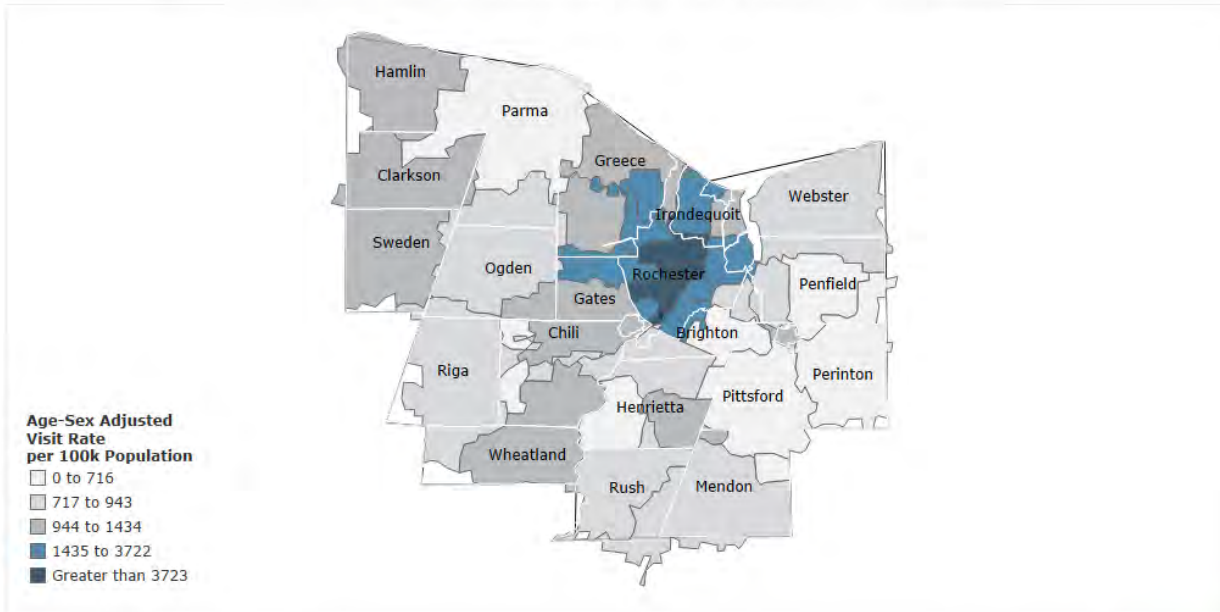 Hamlin
Parma
Greece
Clarkson
Webster
Irondequoit
Sweden
Ogden
Rochester
Penfield
Gates
Chili
Brighton
Riga
Perinton
Pittsford
Henrietta
Wheatland
Rush
Mendon
Age-Sex Adjusted
Visit Rate
per 100k Population
0 to 716
717 to 943
944 to 1434
1435 to 3722
Greater than 3723